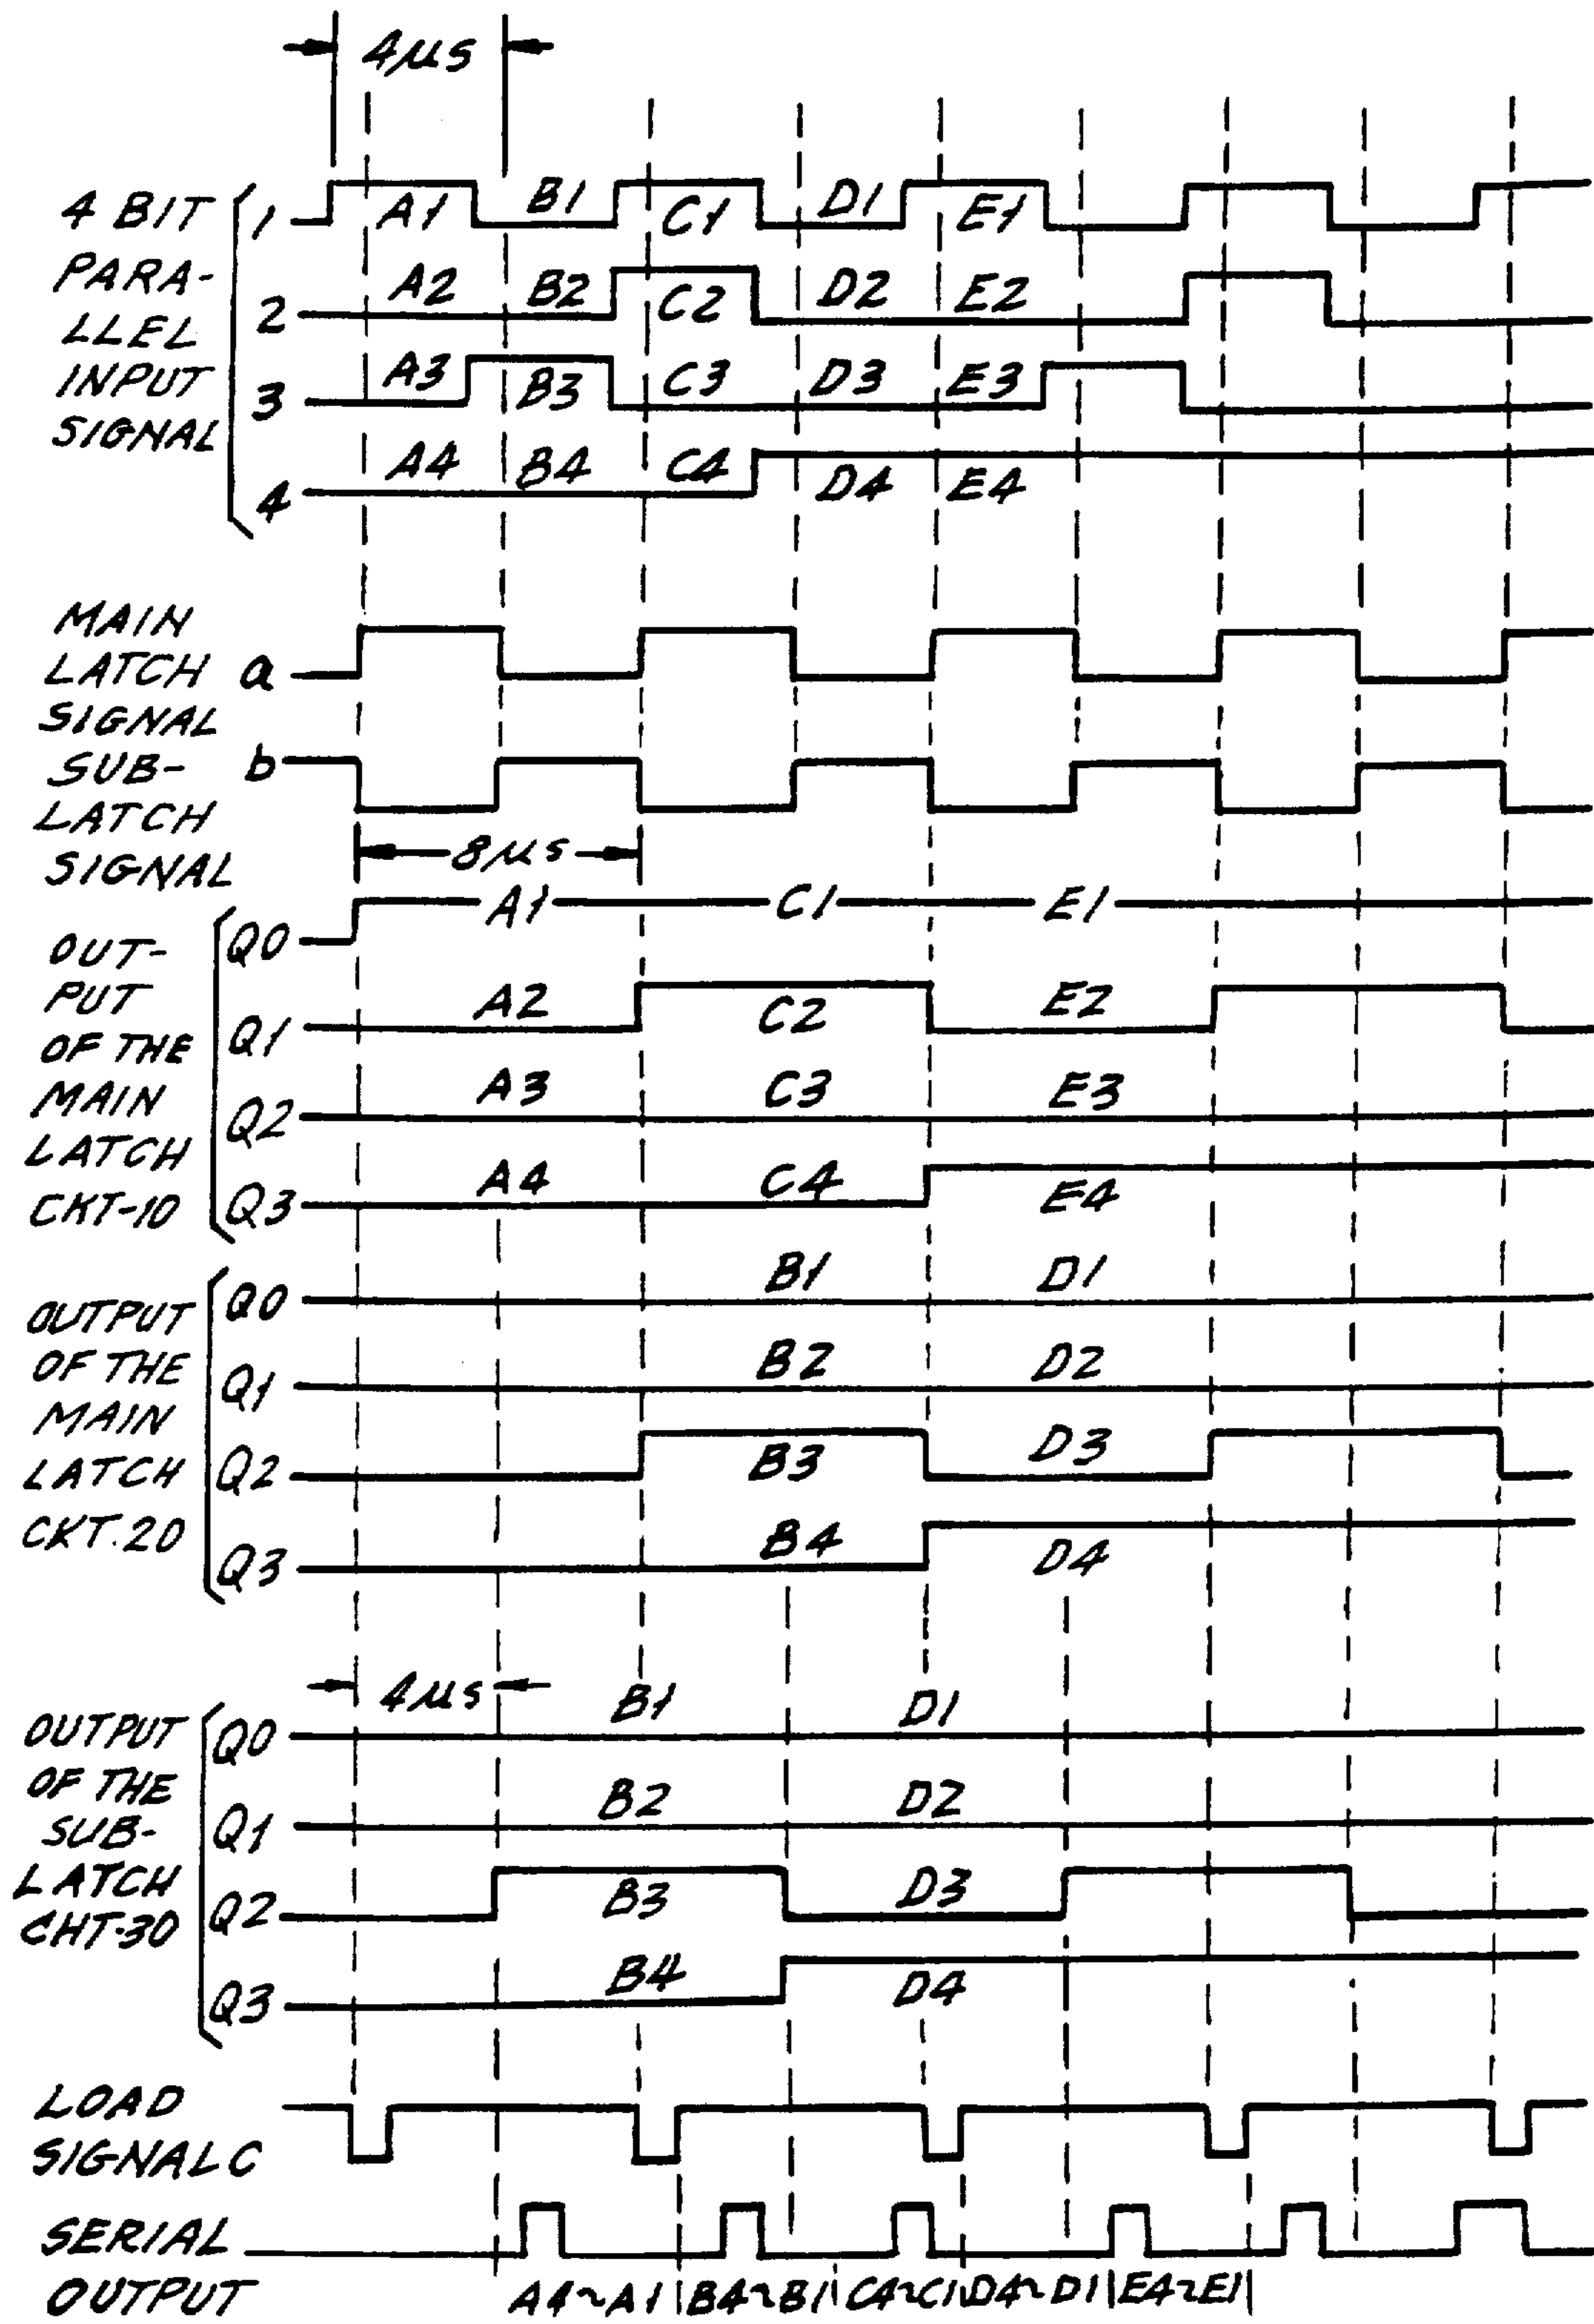 4μs
4 BIT
PARA-
LLEL
INPUT
SIGNAL
1 A1 B1 C1 D1 E1
2 A2 B2 C2 D2 E2
3 A3 B3 C3 D3 E3
4 A4 B4 C4 D4 E4
MAIN
LATCH
SIGNAL
a
SUB-
LATCH
SIGNAL
b
8μs
OUT-
PUT
OF THE
MAIN
LATCH
CKT-10
Q0 A1 C1 E1
Q1 A2 C2 E2
Q2 A3 C3 E3
Q3 A4 C4 E4
OUTPUT
OF THE
MAIN
LATCH
CKT.20
Q0 B1 D1
Q1 B2 D2
Q2 B3 D3
Q3 B4 D4
4μs
OUTPUT
OF THE
SUB-
LATCH
CHT-30
Q0 B1 D1
Q1 B2 D2
Q2 B3 D3
Q3 B4 D4
LOAD
SIGNAL C
SERIAL
OUTPUT
A4~A1 B4~B1 C4~C1 D4~D1 E4~E1